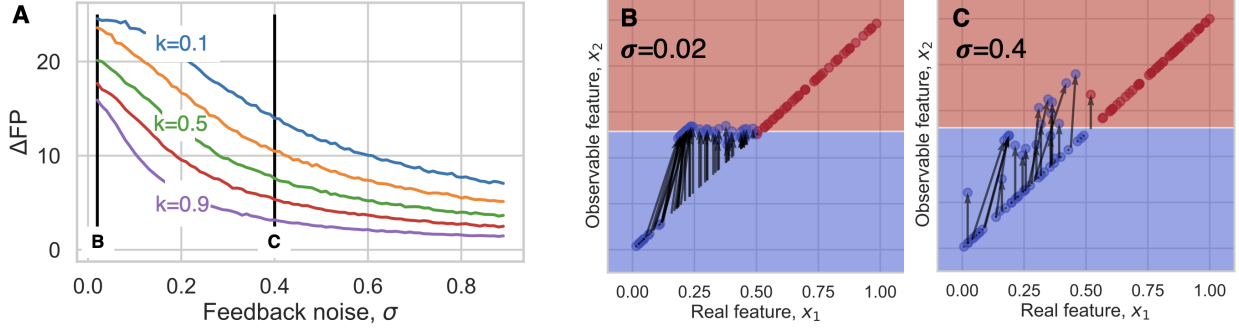 A
ΔFP
20
10
0
k=0.1
k=0.5
k=0.9
B
C
0.0 0.2 0.4 0.6 0.8
Feedback noise, σ
B
σ=0.02
Observable feature, x₂
0.00 0.25 0.50 0.75 1.00
Real feature, x₁
C
σ=0.4
Observable feature, x₂
0.00 0.25 0.50 0.75 1.00
Real feature, x₁